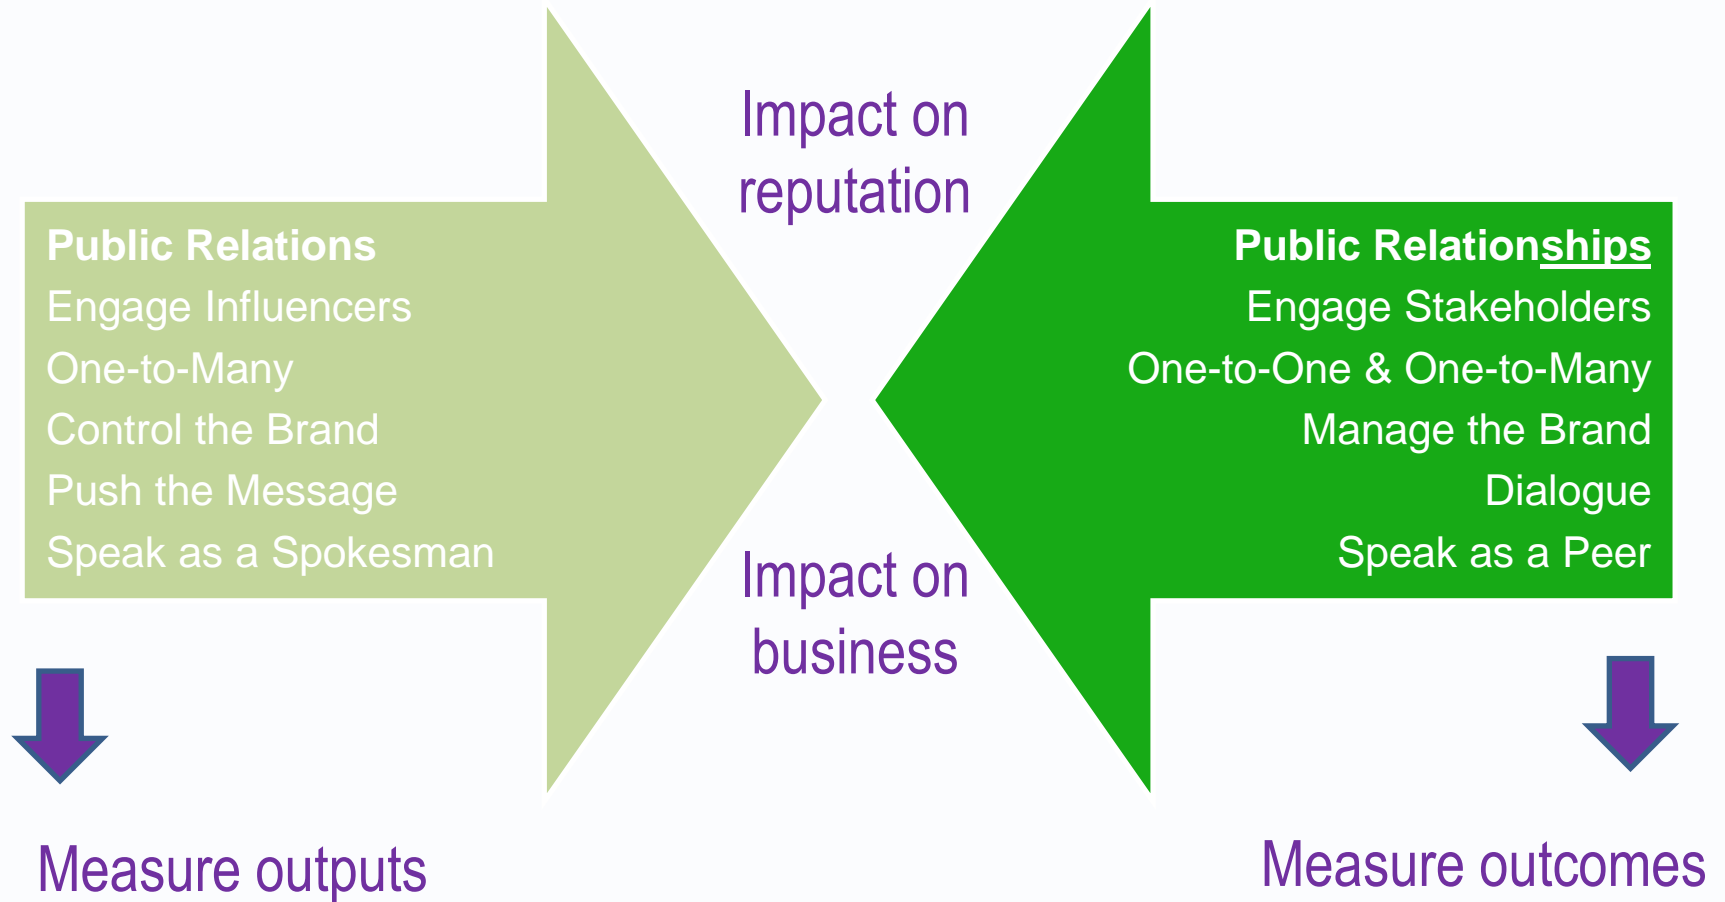 Impact on
reputation
Public Relations
Engage Influencers
One-to-Many
Control the Brand
Push the Message
Speak as a Spokesman
Public Relationships
Engage Stakeholders
One-to-One & One-to-Many
Manage the Brand
Dialogue
Speak as a Peer
Impact on
business
Measure outputs
Measure outcomes